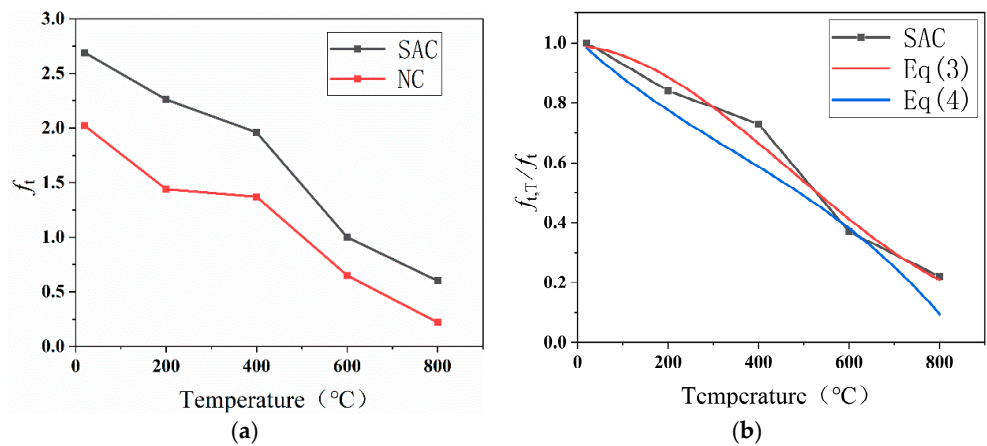 3.0
2.5
2.0
1.5
1.0
0.5
0.0
fₜ
SAC
NC
0 200 400 600 800
Temperature（℃）
(a)
1.0
0.8
0.6
0.4
0.2
0.0
fₜ,T/fₜ
SAC
Eq(3)
Eq(4)
0 200 400 600 800
Temperature（℃）
(b)